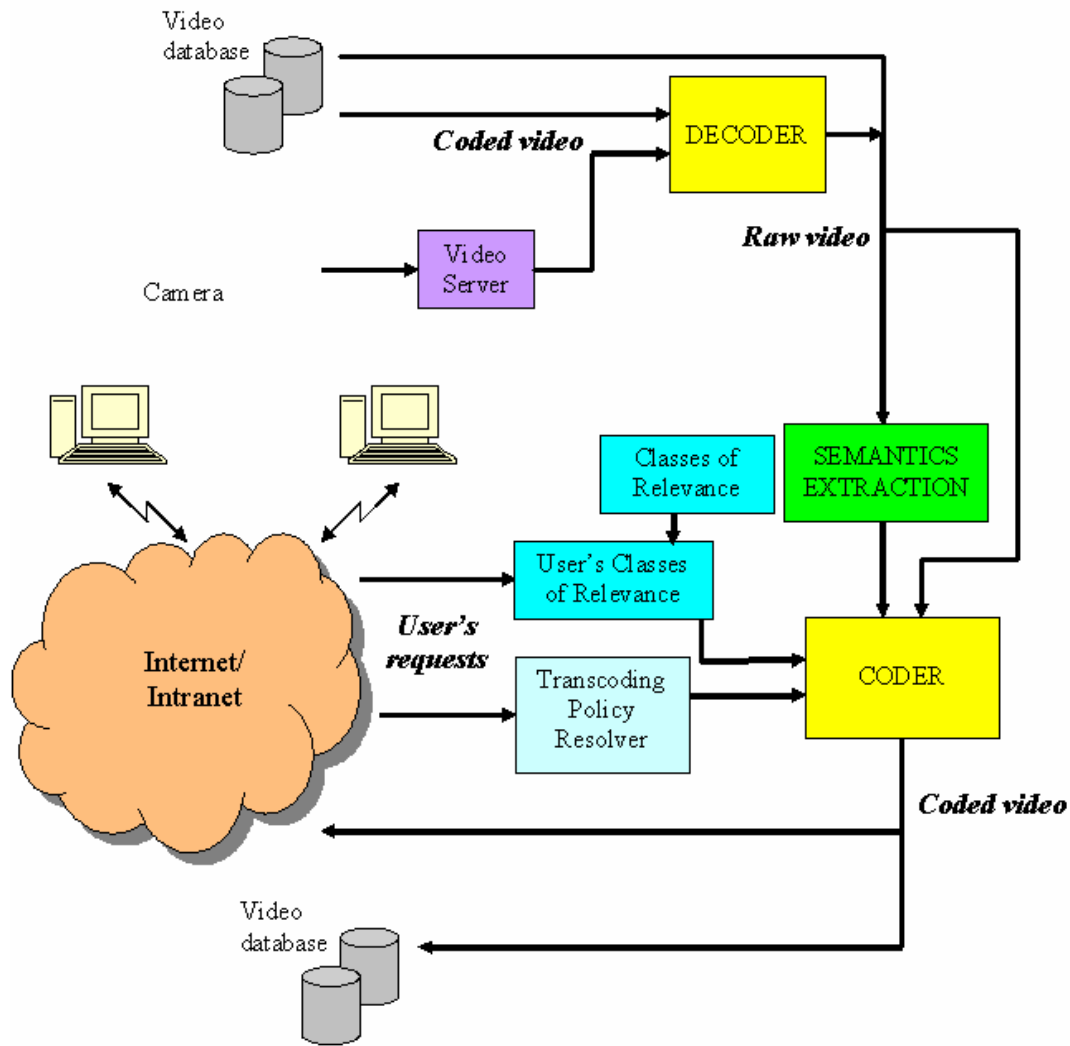 Video
database
Coded video
DECODER
Raw video
Video
Server
Camera
Classes of
Relevance
SEMANTICS
EXTRACTION
User's Classes
of Relevance
User's
requests
Internet/
Intranet
Transcoding
Policy
Resolver
CODER
Coded video
Video
database